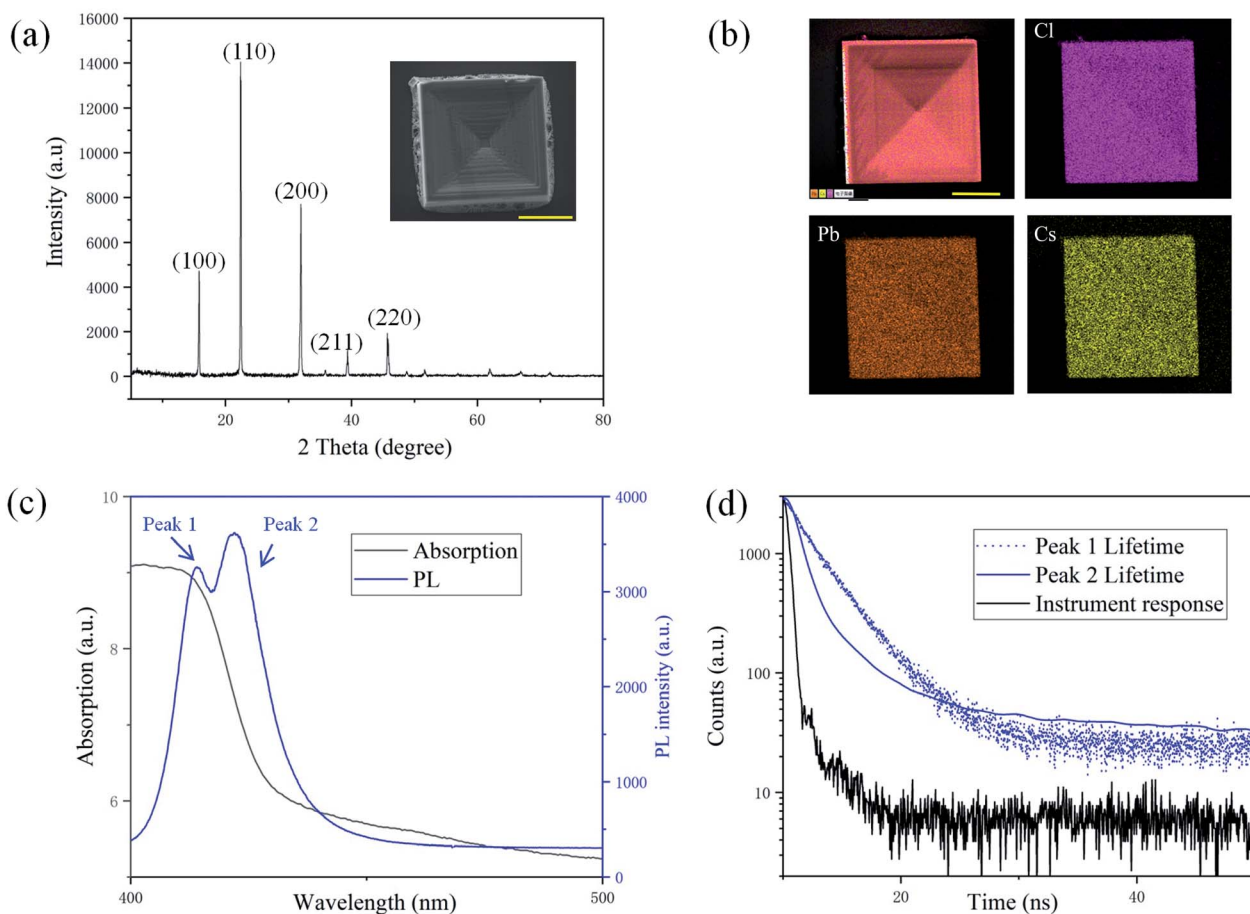 (a)
16000
14000
12000
10000
8000
6000
4000
2000
0
Intensity (a.u)
(100)
(110)
(200)
(211)
(220)
20
40
60
80
2 Theta (degree)
(b)
Cl
Pb
Cs
(c)
10
8
6
Absorption (a.u.)
Peak 1
Peak 2
Absorption
PL
4000
3000
2000
1000
0
PL intensity (a.u.)
400
500
Wavelength (nm)
(d)
1000
100
10
Counts (a.u.)
Peak 1 Lifetime
Peak 2 Lifetime
Instrument response
20
40
Time (ns)